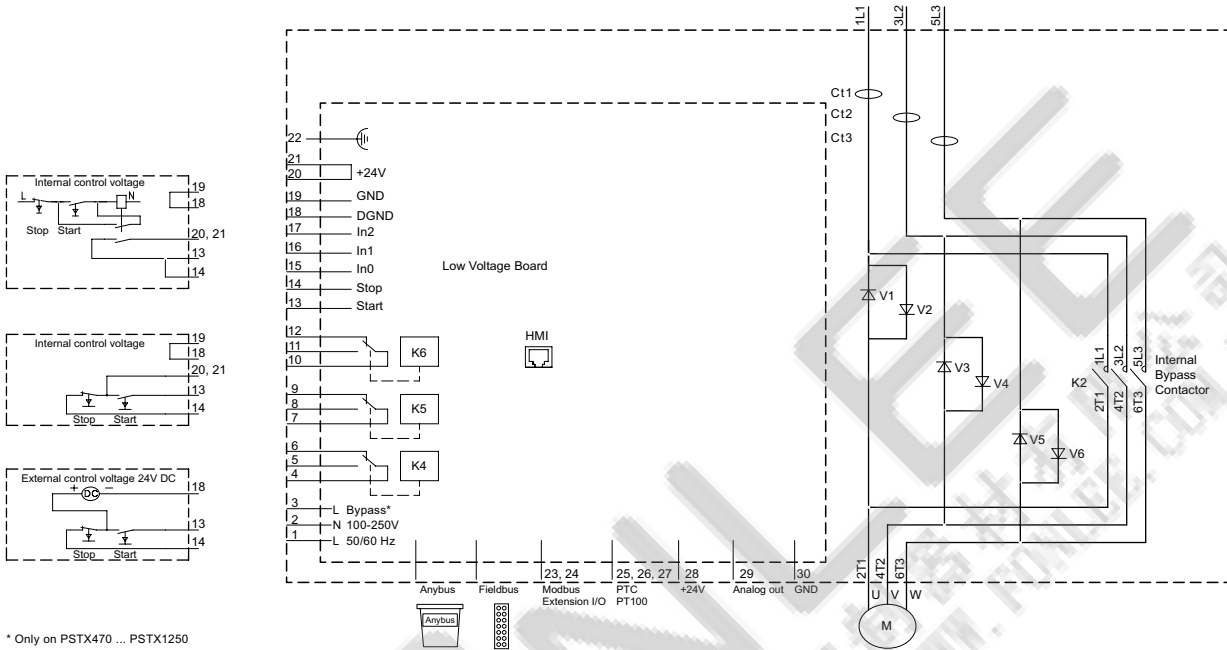 1L1
3L2
5L3
Ct1
Ct2
Ct3
22
21
20 +24V
19 GND
18 DGND
17 In2
16 In1
15 In0
14 Stop
13 Start
Low Voltage Board
HMI
12
11
10
K6
9
8
7
K5
6
5
4
K4
3 L Bypass*
2 N 100-250V
1 L 50/60 Hz
Internal control voltage
L
N
Stop Start
19
18
20, 21
13
14
Internal control voltage
Stop Start
19
18
20, 21
13
14
External control voltage 24V DC
+ DC -
Stop Start
18
13
14
V1
V2
V3
V4
V5
V6
K2
1L1
3L2
5L3
2T1
4T2
6T3
Internal
Bypass
Contactor
Anybus
Fieldbus
23, 24
Modbus
Extension I/O
25, 26, 27
PTC
PT100
28
+24V
29
Analog out
30
GND
Anybus
2T1
4T2
6T3
U V W
M
* Only on PSTX470 ... PSTX1250